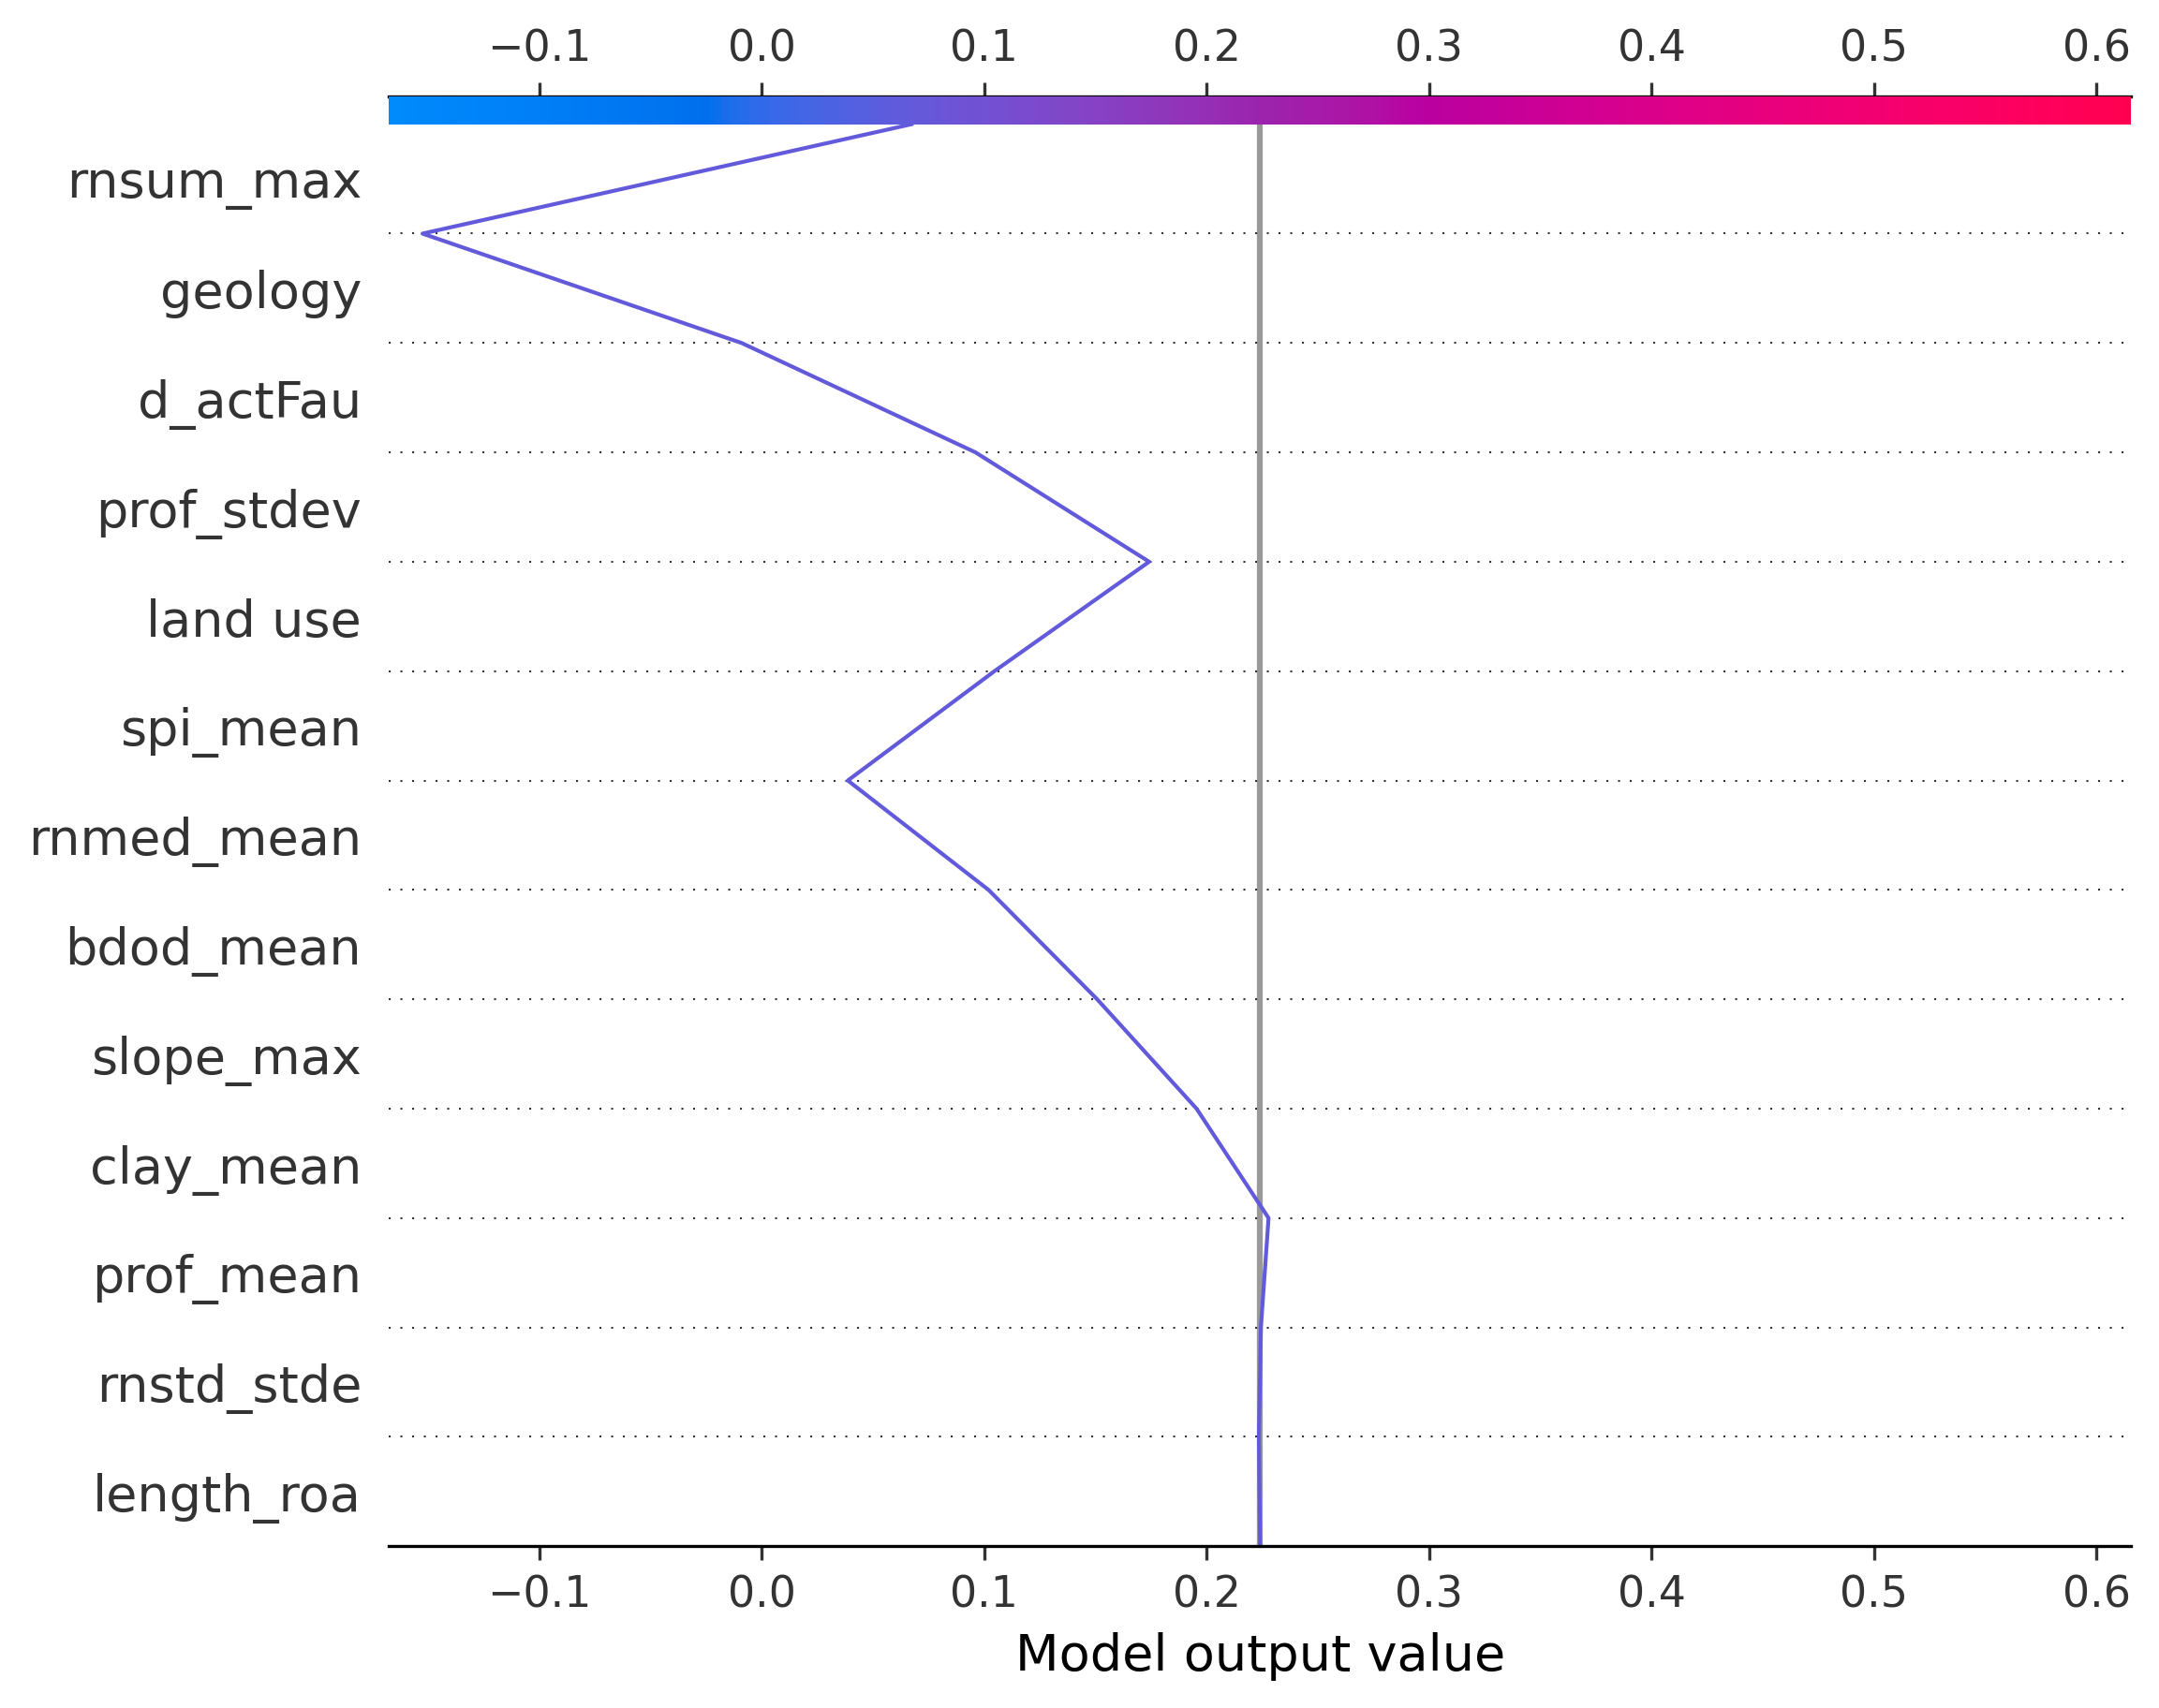 −0.1 0.0 0.1 0.2 0.3 0.4 0.5 0.6
rnsum_max
geology
d_actFau
prof_stdev
land use
spi_mean
rnmed_mean
bdod_mean
slope_max
clay_mean
prof_mean
rnstd_stde
length_roa
−0.1 0.0 0.1 0.2 0.3 0.4 0.5 0.6
Model output value